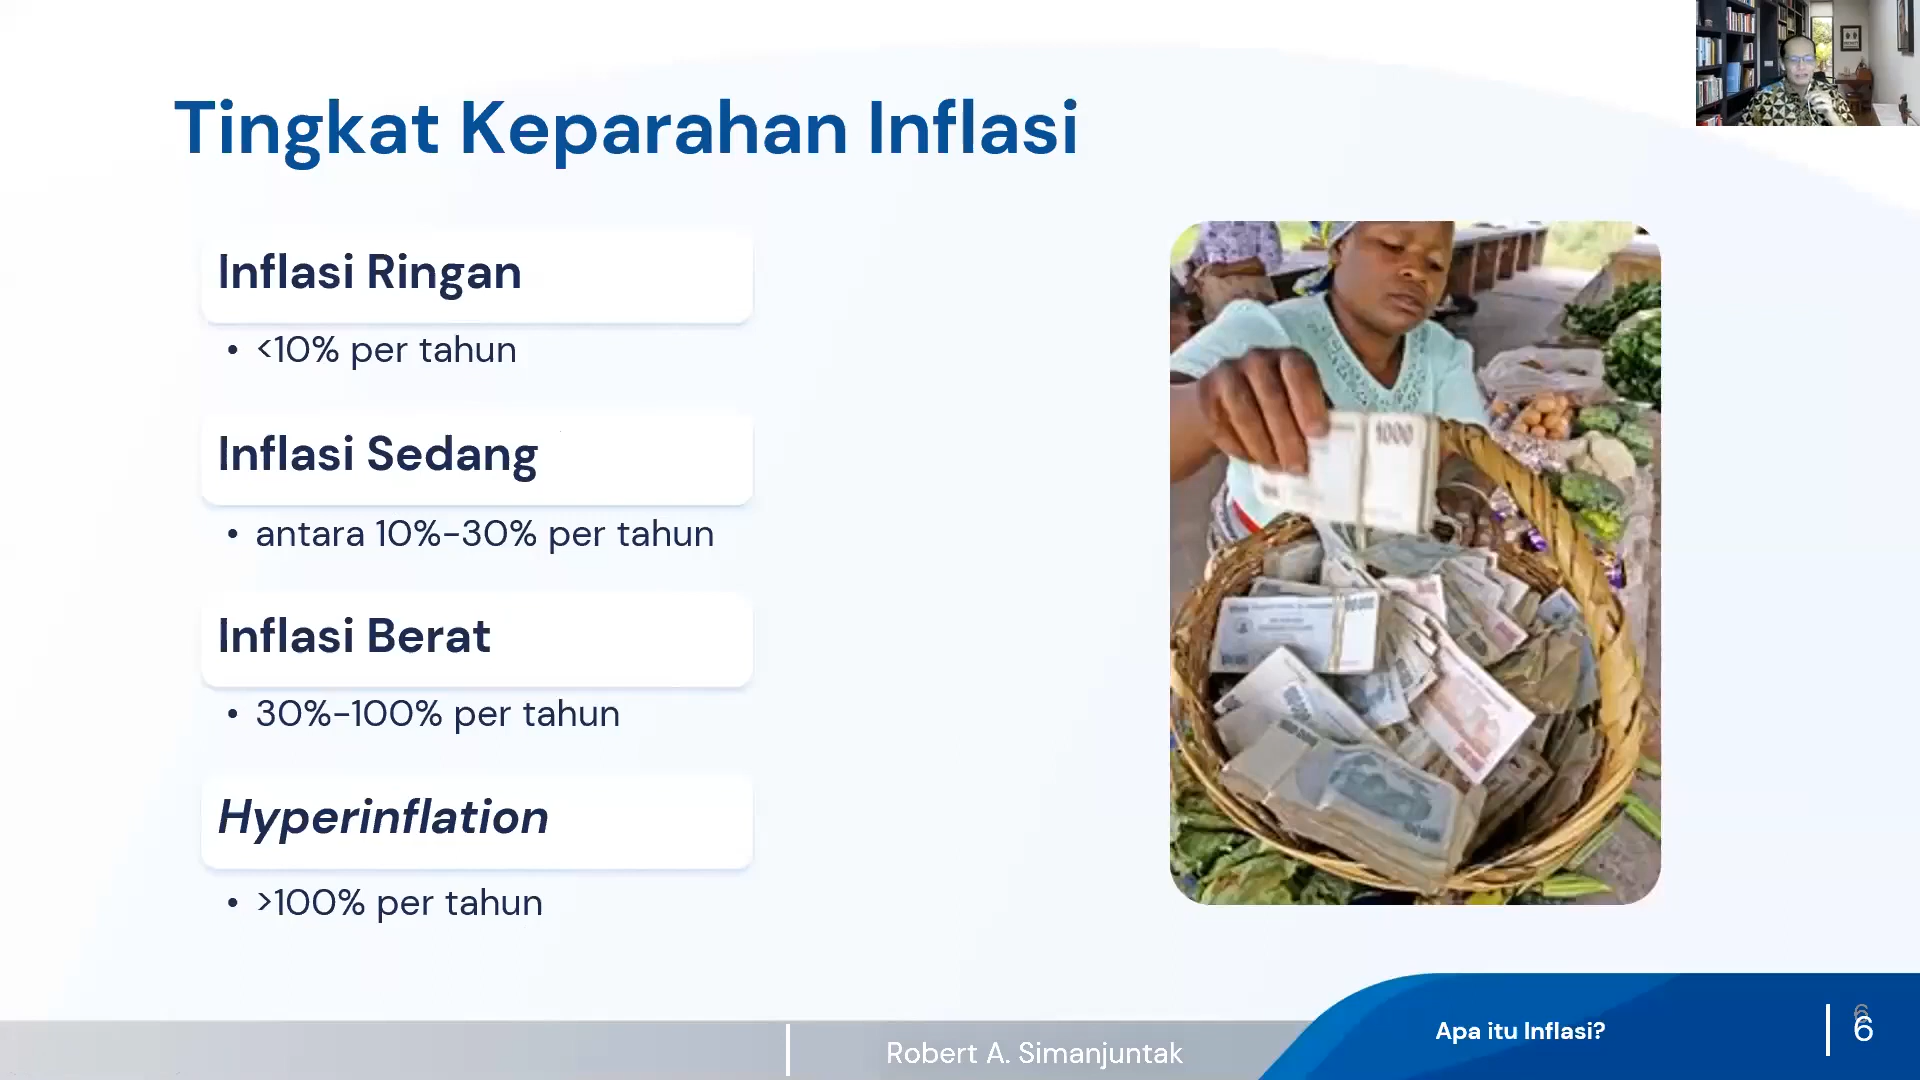 Tingkat Keparahan Inflasi
Inflasi Ringan
• <10% per tahun
Inflasi Sedang
• antara 10%-30% per tahun
Inflasi Berat
• 30%-100% per tahun
Hyperinflation
• >100% per tahun
1000
Robert A. Simanjuntak
Apa itu Inflasi?
6
6